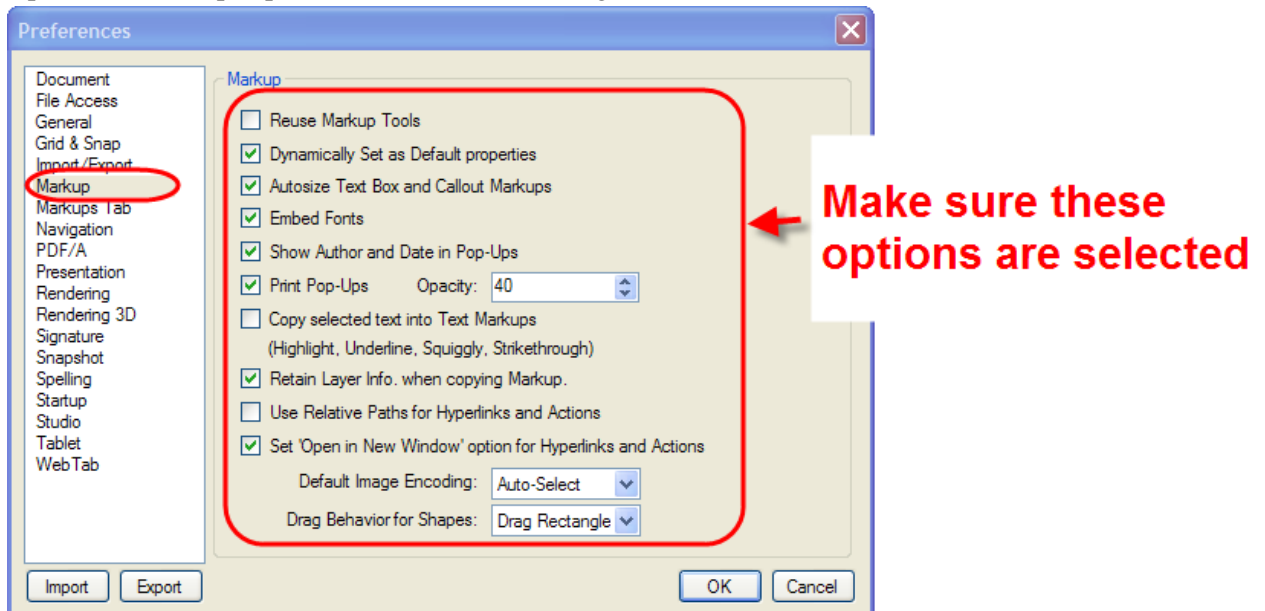 Preferences
Document
File Access
General
Grid & Snap
Import/Export
Markup
Markups Tab
Navigation
PDF/A
Presentation
Rendering
Rendering 3D
Signature
Snapshot
Spelling
Startup
Studio
Tablet
WebTab
Import Export
Markup
Reuse Markup Tools
Dynamically Set as Default properties
Autosize Text Box and Callout Markups
Embed Fonts
Show Author and Date in Pop-Ups
Print Pop-Ups Opacity: 40
Copy selected text into Text Markups
(Highlight, Underline, Squiggly, Strikethrough)
Retain Layer Info. when copying Markup.
Use Relative Paths for Hyperlinks and Actions
Set 'Open in New Window' option for Hyperlinks and Actions
Default Image Encoding: Auto-Select
Drag Behavior for Shapes: Drag Rectangle
OK Cancel
Make sure these
options are selected